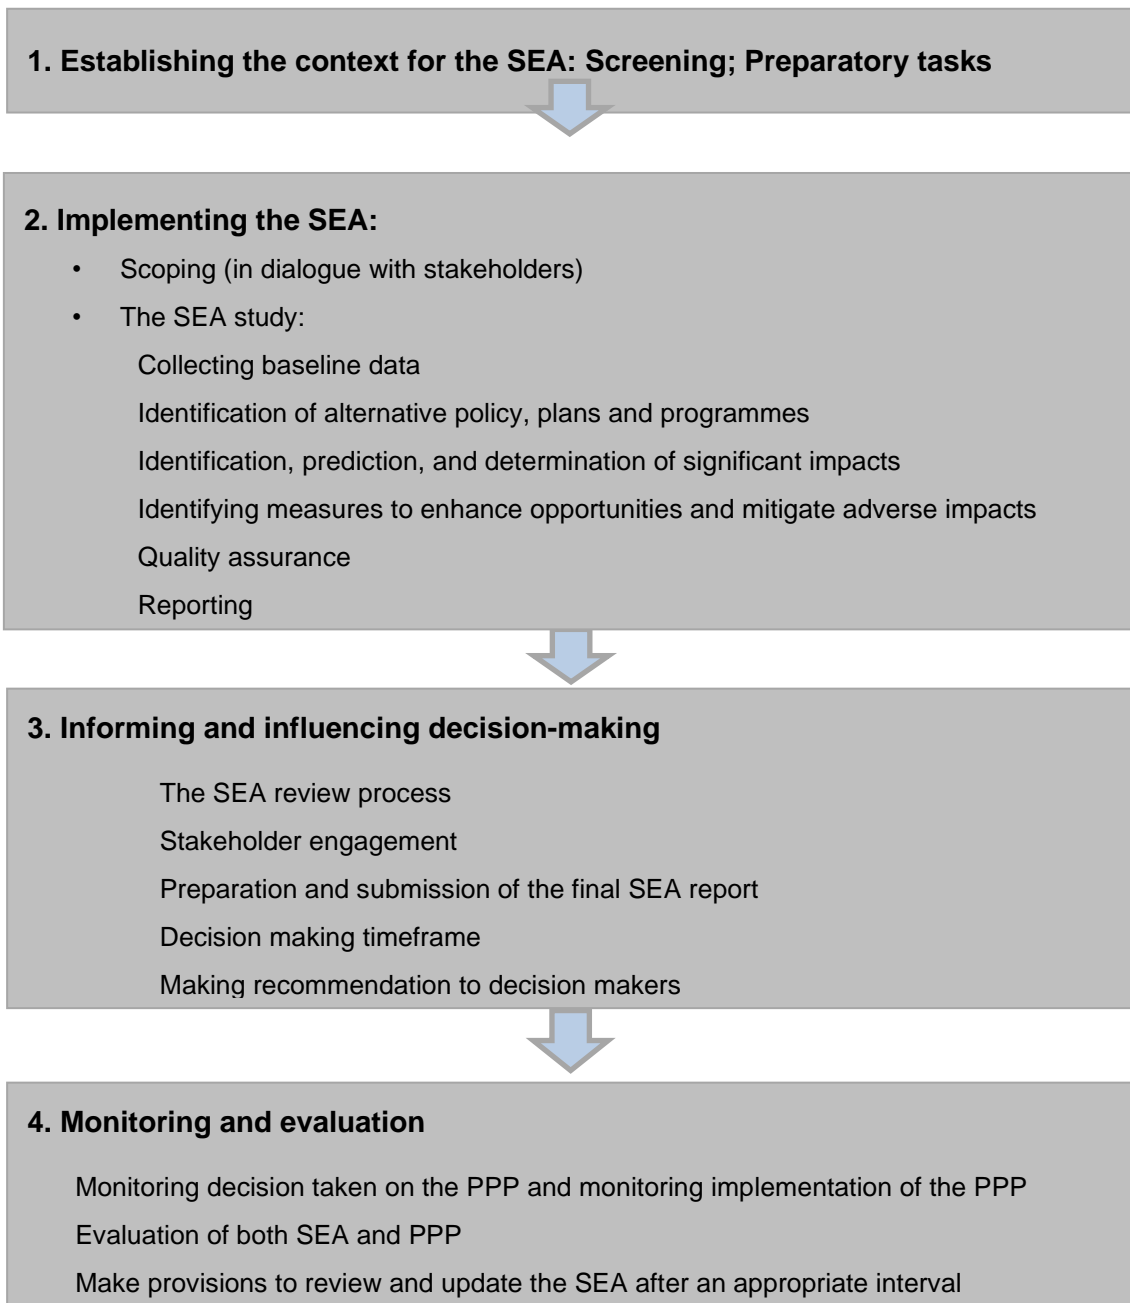 1. Establishing the context for the SEA: Screening; Preparatory tasks
2. Implementing the SEA:
• Scoping (in dialogue with stakeholders)
• The SEA study:
Collecting baseline data
Identification of alternative policy, plans and programmes
Identification, prediction, and determination of significant impacts
Identifying measures to enhance opportunities and mitigate adverse impacts
Quality assurance
Reporting
3. Informing and influencing decision-making
The SEA review process
Stakeholder engagement
Preparation and submission of the final SEA report
Decision making timeframe
Making recommendation to decision makers
4. Monitoring and evaluation
Monitoring decision taken on the PPP and monitoring implementation of the PPP
Evaluation of both SEA and PPP
Make provisions to review and update the SEA after an appropriate interval